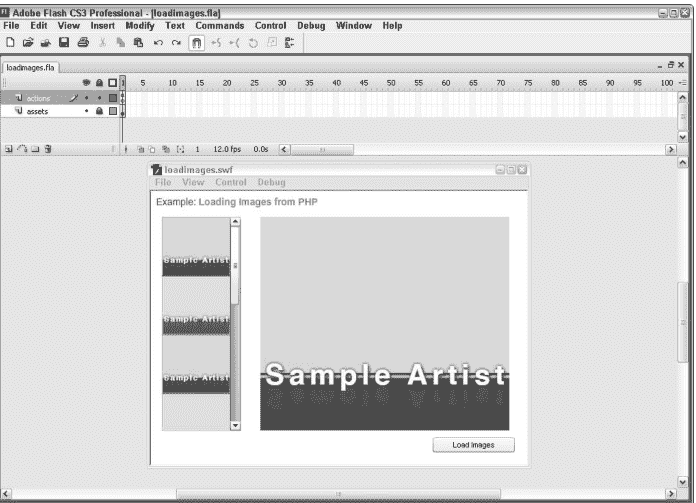 Adobe Flash CS3 Professional - [loadimages.fla]
File Edit View Insert Modify Text Commands Control Debug Window Help
loadimages.fla
1 5 10 15 20 25 30 35 40 45 50 55 60 65 70 75 80 85 90 95 100
actions
assets
1 12.0 fps 0.0s
loadimages.swf
File View Control Debug
Example: Loading Images from PHP
Sample Artist
Sample Artist
Sample Artist
Sample Artist
Load Images